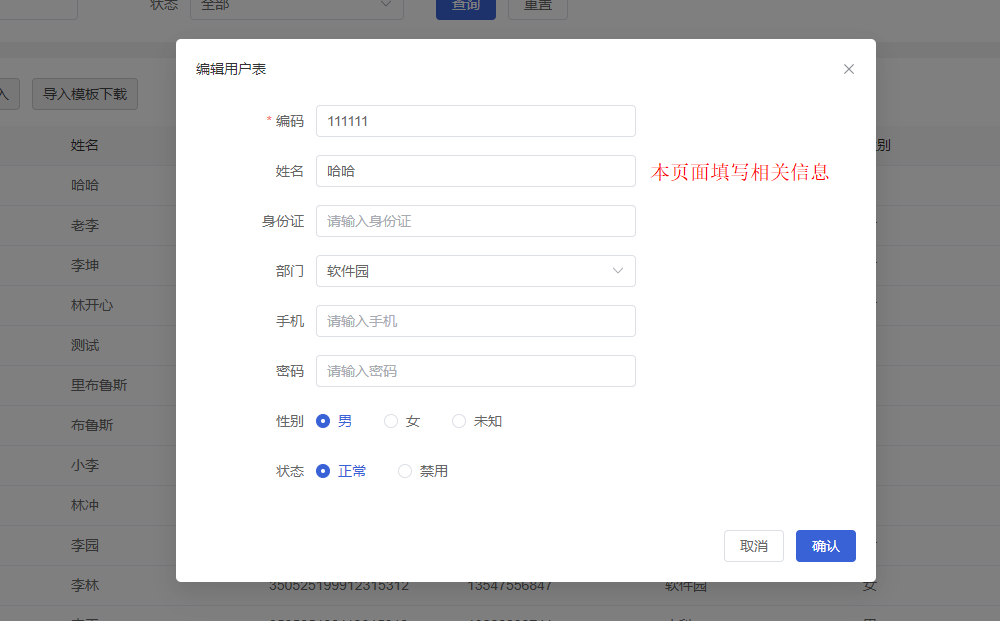 状态 全部 查询 重置
编辑用户表
入 导入模板下载
* 编码 111111
姓名 别
姓名 哈哈 本页面填写相关信息
哈哈
身份证 请输入身份证
老李
李坤
部门 软件园
林开心
手机 请输入手机
测试
密码 请输入密码
里布鲁斯
性别 男 女 未知
布鲁斯
小李
状态 正常 禁用
林冲
李园
取消 确认
李林 350525199912315312 13547556847 软件园 女